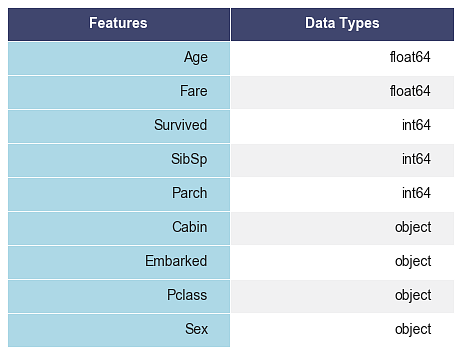 Features Data Types
Age float64
Fare float64
Survived int64
SibSp int64
Parch int64
Cabin object
Embarked object
Pclass object
Sex object